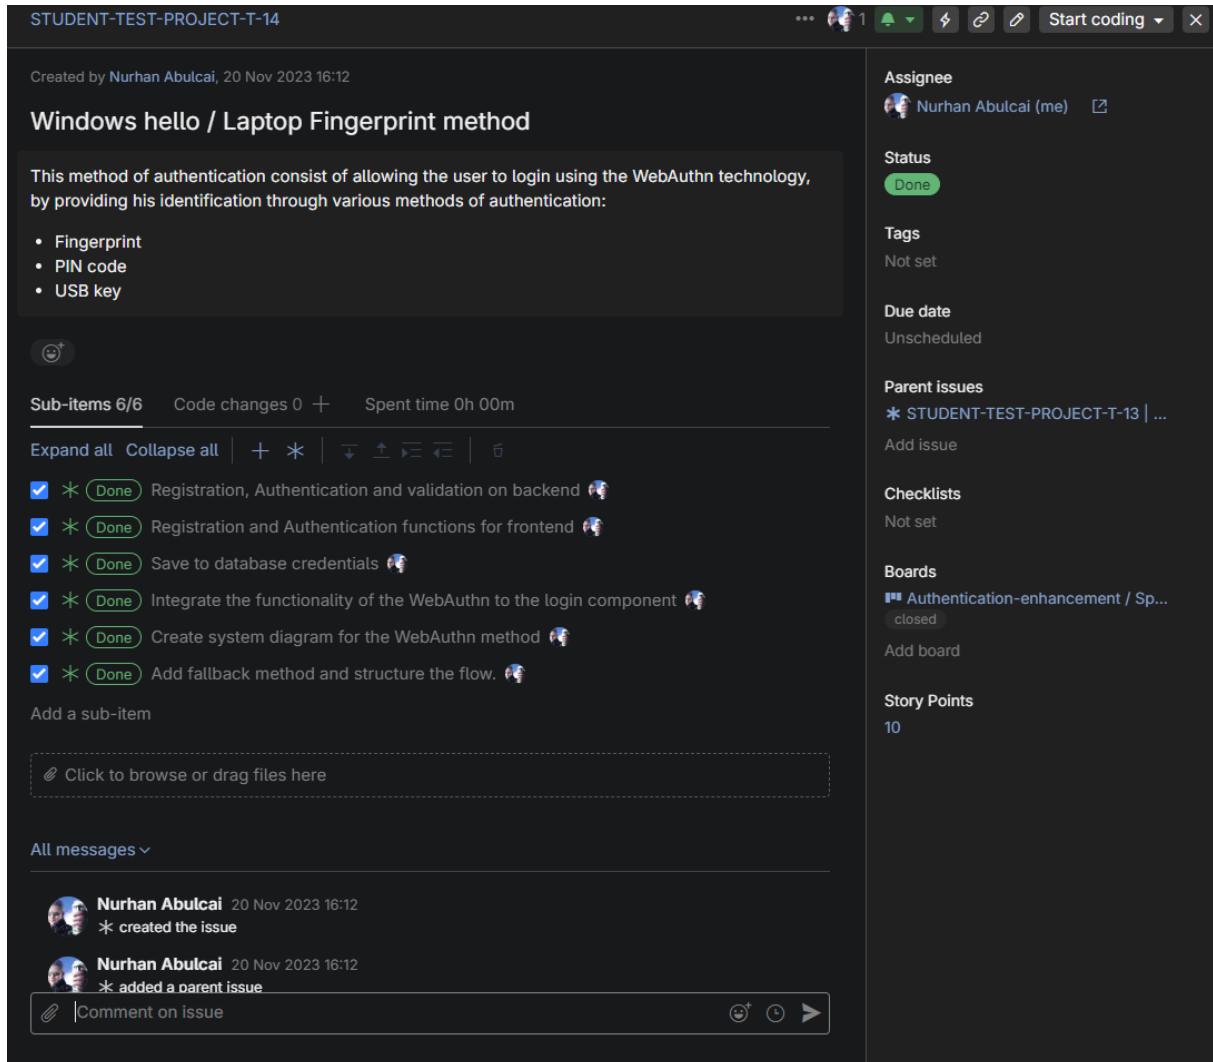 STUDENT-TEST-PROJECT-T-14
1
Start coding
Created by Nurhan Abulcai, 20 Nov 2023 16:12
Windows hello / Laptop Fingerprint method
This method of authentication consist of allowing the user to login using the WebAuthn technology,
by providing his identification through various methods of authentication:
• Fingerprint
• PIN code
• USB key
Sub-items 6/6 Code changes 0 Spent time 0h 00m
Expand all Collapse all
Done Registration, Authentication and validation on backend
Done Registration and Authentication functions for frontend
Done Save to database credentials
Done Integrate the functionality of the WebAuthn to the login component
Done Create system diagram for the WebAuthn method
Done Add fallback method and structure the flow.
Add a sub-item
Click to browse or drag files here
All messages
Nurhan Abulcai 20 Nov 2023 16:12
created the issue
Nurhan Abulcai 20 Nov 2023 16:12
added a parent issue
Comment on issue
Assignee
Nurhan Abulcai (me)
Status
Done
Tags
Not set
Due date
Unscheduled
Parent issues
STUDENT-TEST-PROJECT-T-13 | ...
Add issue
Checklists
Not set
Boards
Authentication-enhancement / Sp...
closed
Add board
Story Points
10